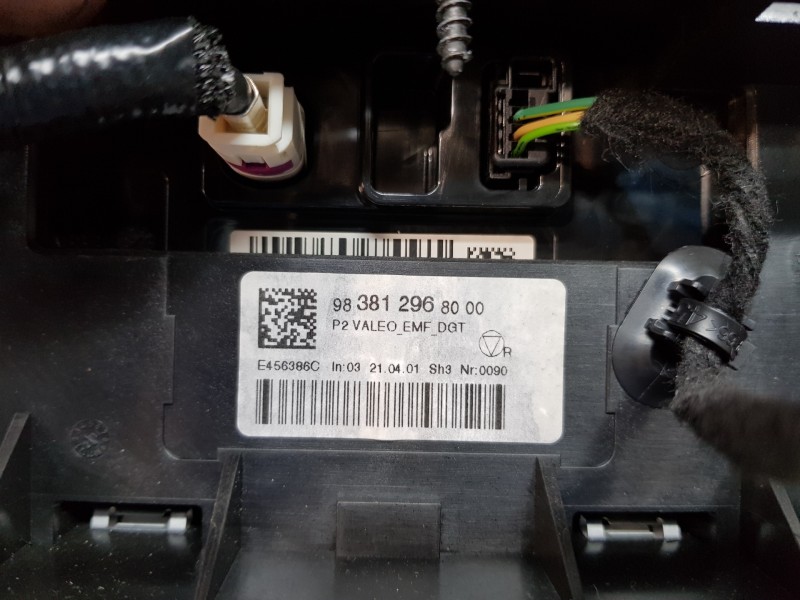 98 381 296 80 00
P2 VALEO_EMF_DGT
R
E456386C In:03 21.04.01 Sh3 Nr:0090